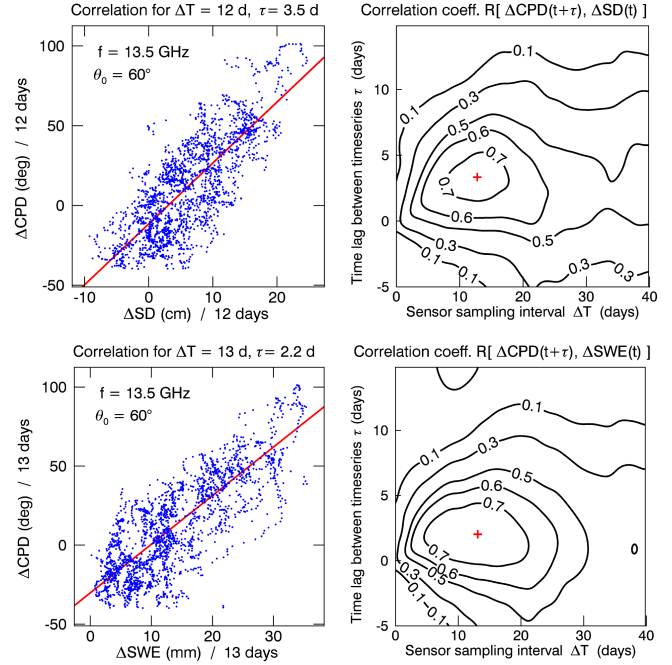 Correlation for ΔT = 12 d, τ = 3.5 d
f = 13.5 GHz
θ₀ = 60°
ΔCPD (deg) / 12 days
100
50
0
-50
-10 0 10 20
ΔSD (cm) / 12 days
Correlation coeff. R[ ΔCPD(t+τ), ΔSD(t) ]
Time lag between timeseries τ (days)
10
5
0
-5
0.1
0.1
0.3
0.5
0.6
0.7
0.7
0.6
0.5
0.3
0.1
0.1
0.3
0.3
0 10 20 30 40
Sensor sampling interval ΔT (days)
Correlation for ΔT = 13 d, τ = 2.2 d
f = 13.5 GHz
θ₀ = 60°
ΔCPD (deg) / 13 days
100
50
0
-50
0 10 20 30
ΔSWE (mm) / 13 days
Correlation coeff. R[ ΔCPD(t+τ), ΔSWE(t) ]
Time lag between timeseries τ (days)
10
5
0
-5
0.1
0.1
0.3
0.5
0.6
0.7
0.7
0.6
0.5
0.3
0.1
0.1
0
0 10 20 30 40
Sensor sampling interval ΔT (days)